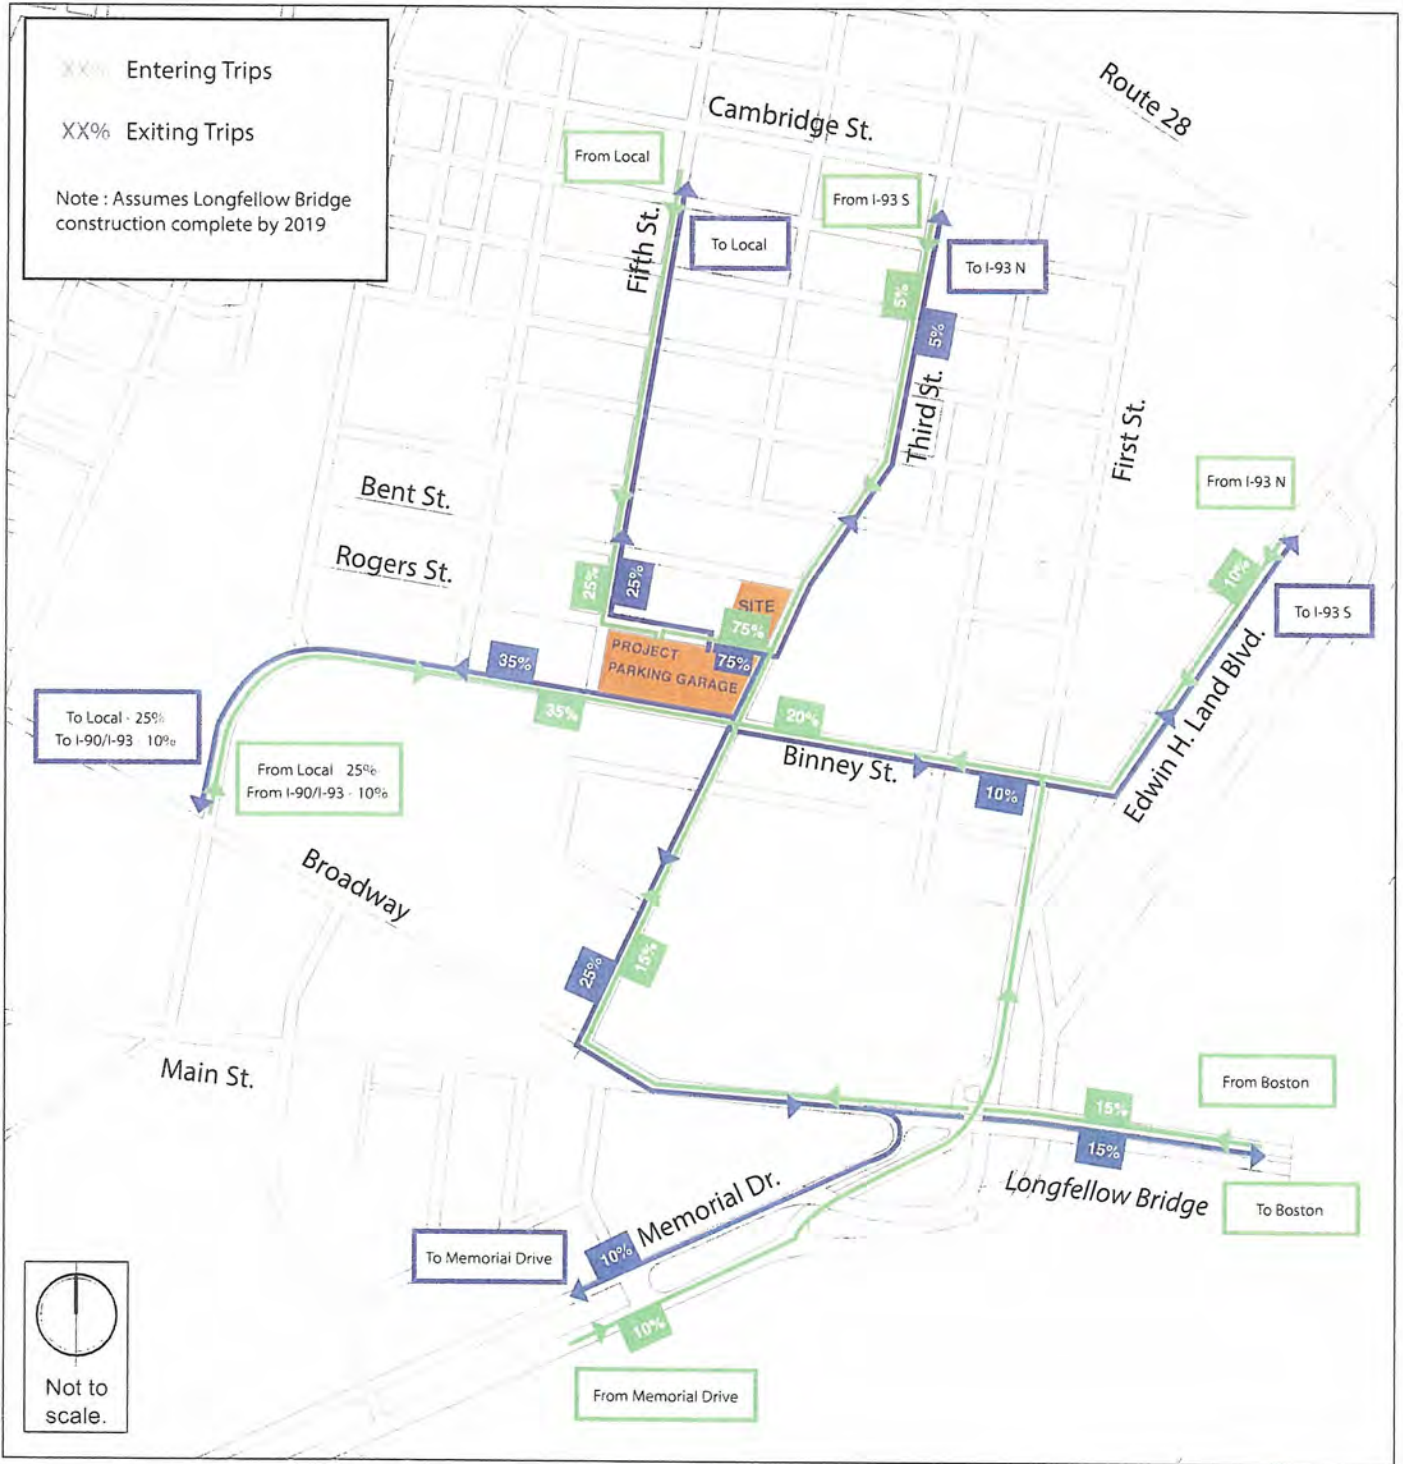 XX% Entering Trips
XX% Exiting Trips
Note : Assumes Longfellow Bridge
construction complete by 2019
Route 28
Cambridge St.
From Local
From I-93 S
Fifth St.
To Local
To I-93 N
5%
5%
Third St.
First St.
From I-93 N
Bent St.
Rogers St.
10%
25%
25%
SITE
To I-93 S
75%
PROJECT
PARKING GARAGE
75%
35%
35%
20%
To Local - 25%
To I-90/I-93 - 10%
From Local 25%
From I-90/I-93 - 10%
Binney St.
10%
Edwin H. Land Blvd.
Broadway
25%
15%
Main St.
From Boston
15%
15%
Longfellow Bridge
To Boston
Memorial Dr.
To Memorial Drive
10%
10%
From Memorial Drive
Not to
scale.